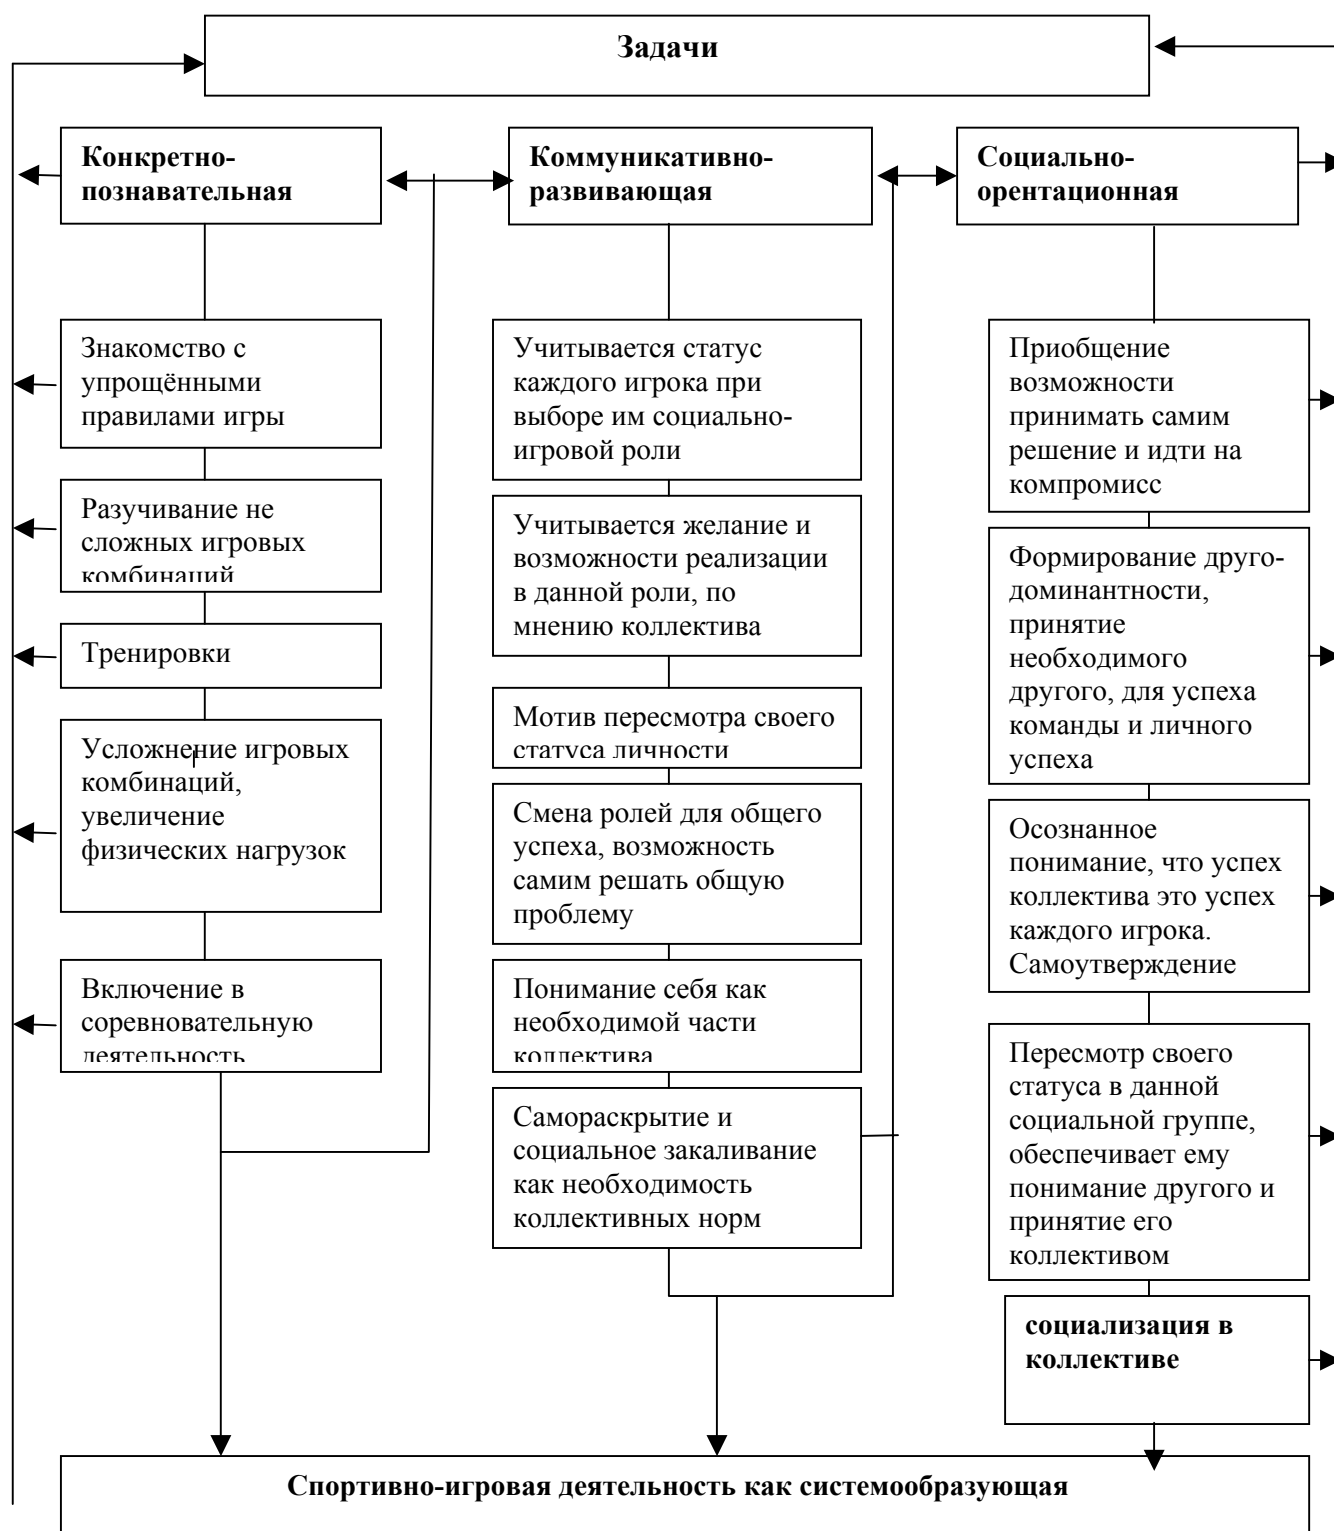 Задачи
Конкретно-
познавательная
Коммуникативно-
развивающая
Социально-
орентационная
Знакомство с
упрощёнными
правилами игры
Разучивание не
сложных игровых
комбинаций
Тренировки
Усложнение игровых
комбинаций,
увеличение
физических нагрузок
Включение в
соревновательную
деятельность
Учитывается статус
каждого игрока при
выборе им социально-
игровой роли
Учитывается желание и
возможности реализации
в данной роли, по
мнению коллектива
Мотив пересмотра своего
статуса личности
Смена ролей для общего
успеха, возможность
самим решать общую
проблему
Понимание себя как
необходимой части
коллектива
Самораскрытие и
социальное закаливание
как необходимость
коллективных норм
Приобщение
возможности
принимать самим
решение и идти на
компромисс
Формирование друго-
доминантности,
принятие
необходимого
другого, для успеха
команды и личного
успеха
Осознанное
понимание, что успех
коллектива это успех
каждого игрока.
Самоутверждение
Пересмотр своего
статуса в данной
социальной группе,
обеспечивает ему
понимание другого и
принятие его
коллективом
социализация в
коллективе
Спортивно-игровая деятельность как системообразующая